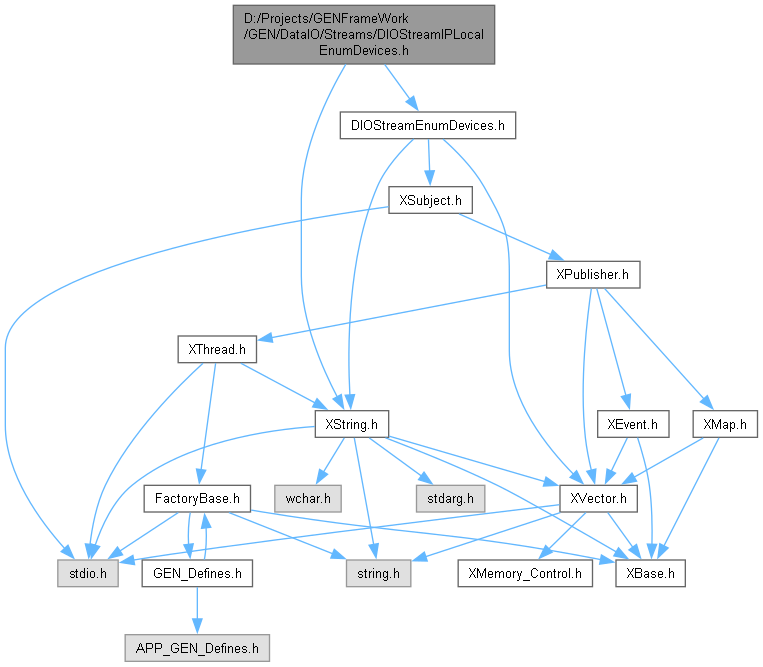 D:/Projects/GENFrameWork
/GEN/DataIO/Streams/DIOStreamIPLocal
EnumDevices.h
DIOStreamEnumDevices.h
XSubject.h
XPublisher.h
XThread.h
XString.h
XEvent.h
XMap.h
FactoryBase.h
wchar.h
stdarg.h
XVector.h
stdio.h
GEN_Defines.h
string.h
XMemory_Control.h
XBase.h
APP_GEN_Defines.h